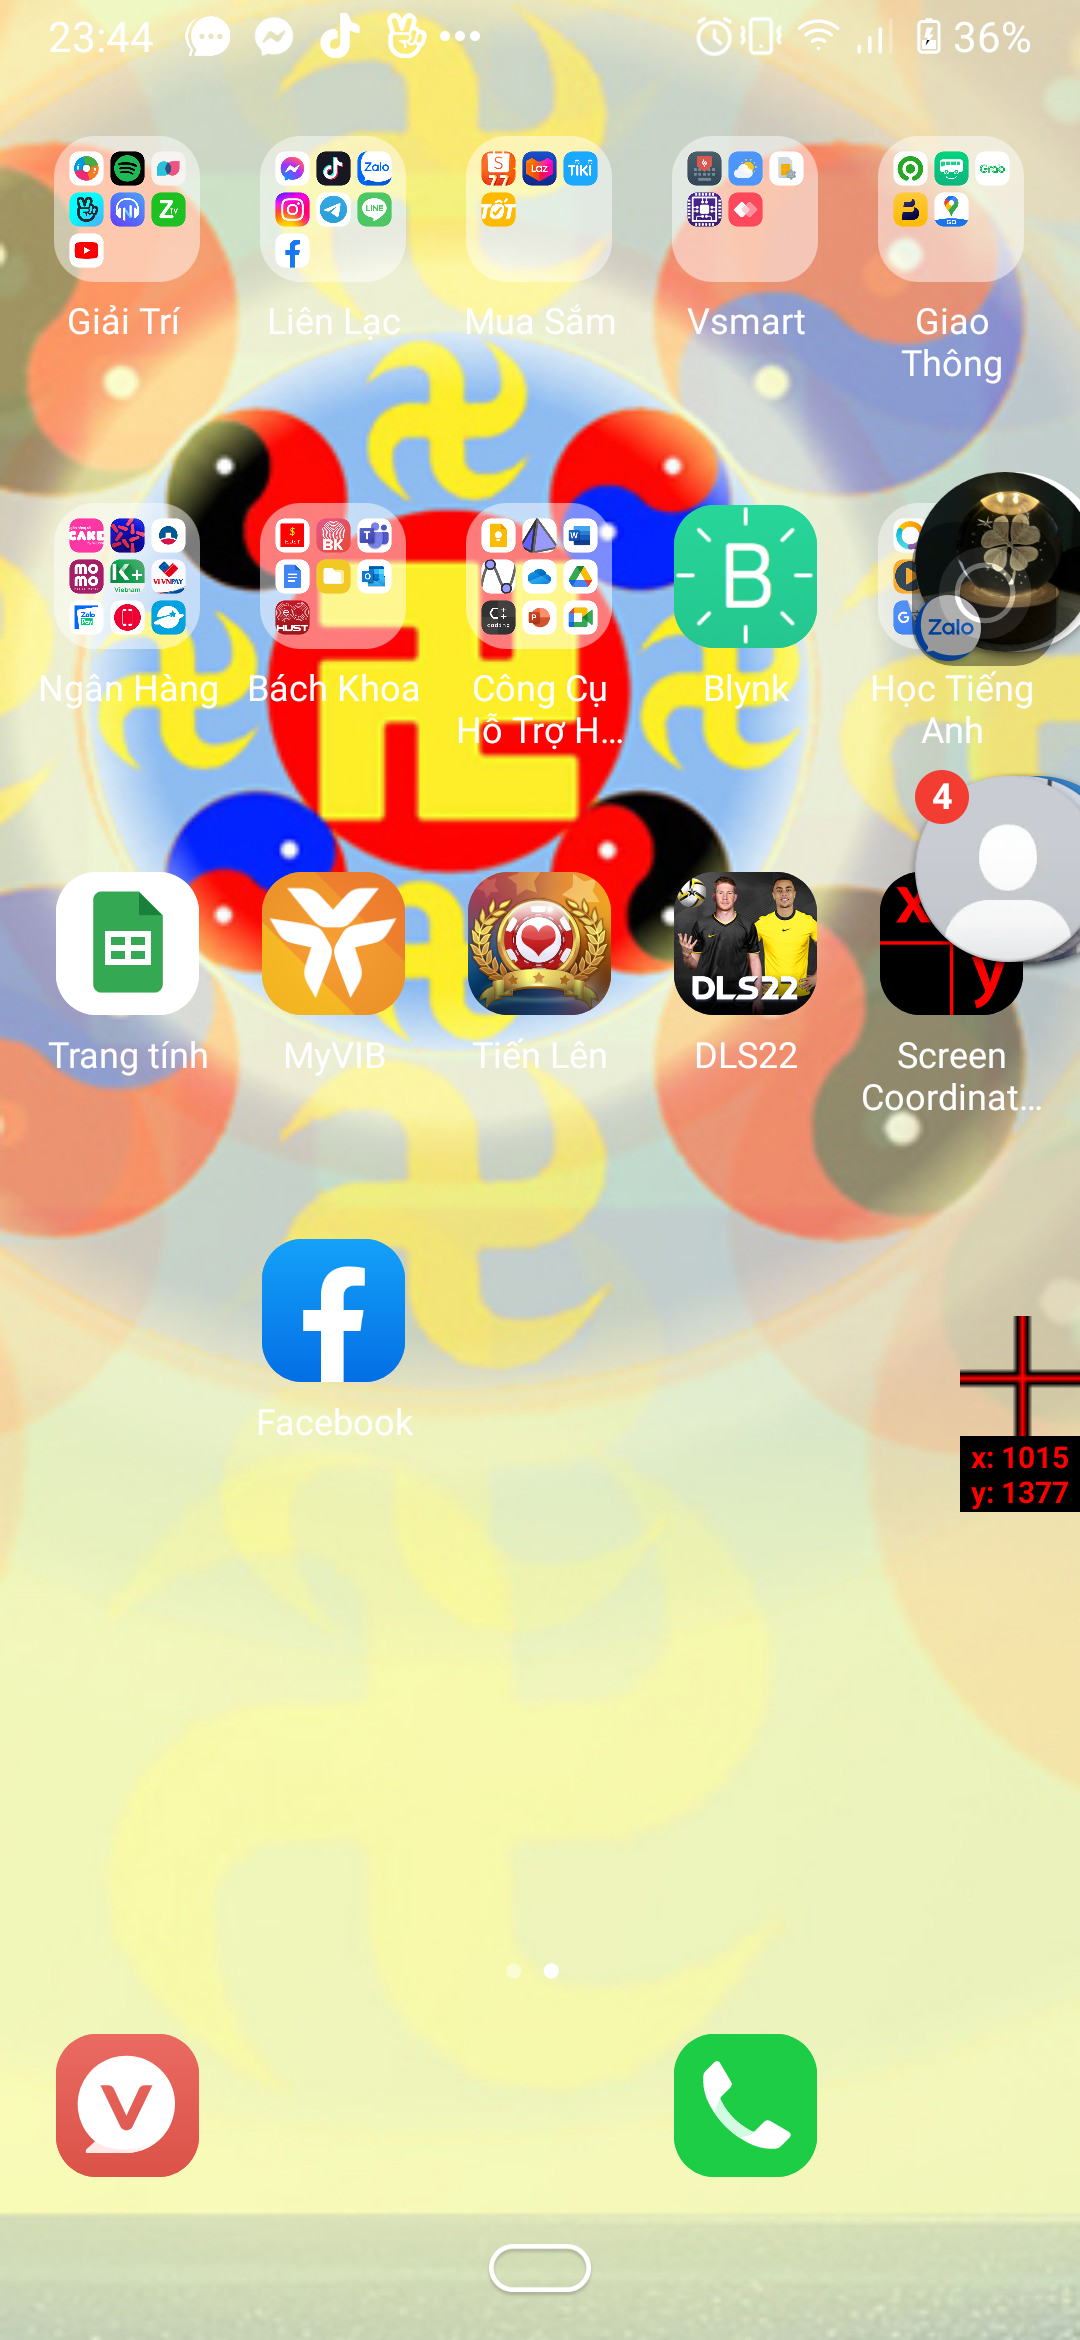 23:44
36%
Giải Trí
Liên Lạc
Mua Sắm
Vsmart
Giao
Thông
Zalo
Ngân Hàng
Bách Khoa
Công Cụ
Hỗ Trợ H...
B
Blynk
Học Tiếng
Anh
4
Trang tính
MyVIB
Tiến Lên
DLS22
DLS22
x
y
Screen
Coordinat...
Facebook
x: 1015
y: 1377